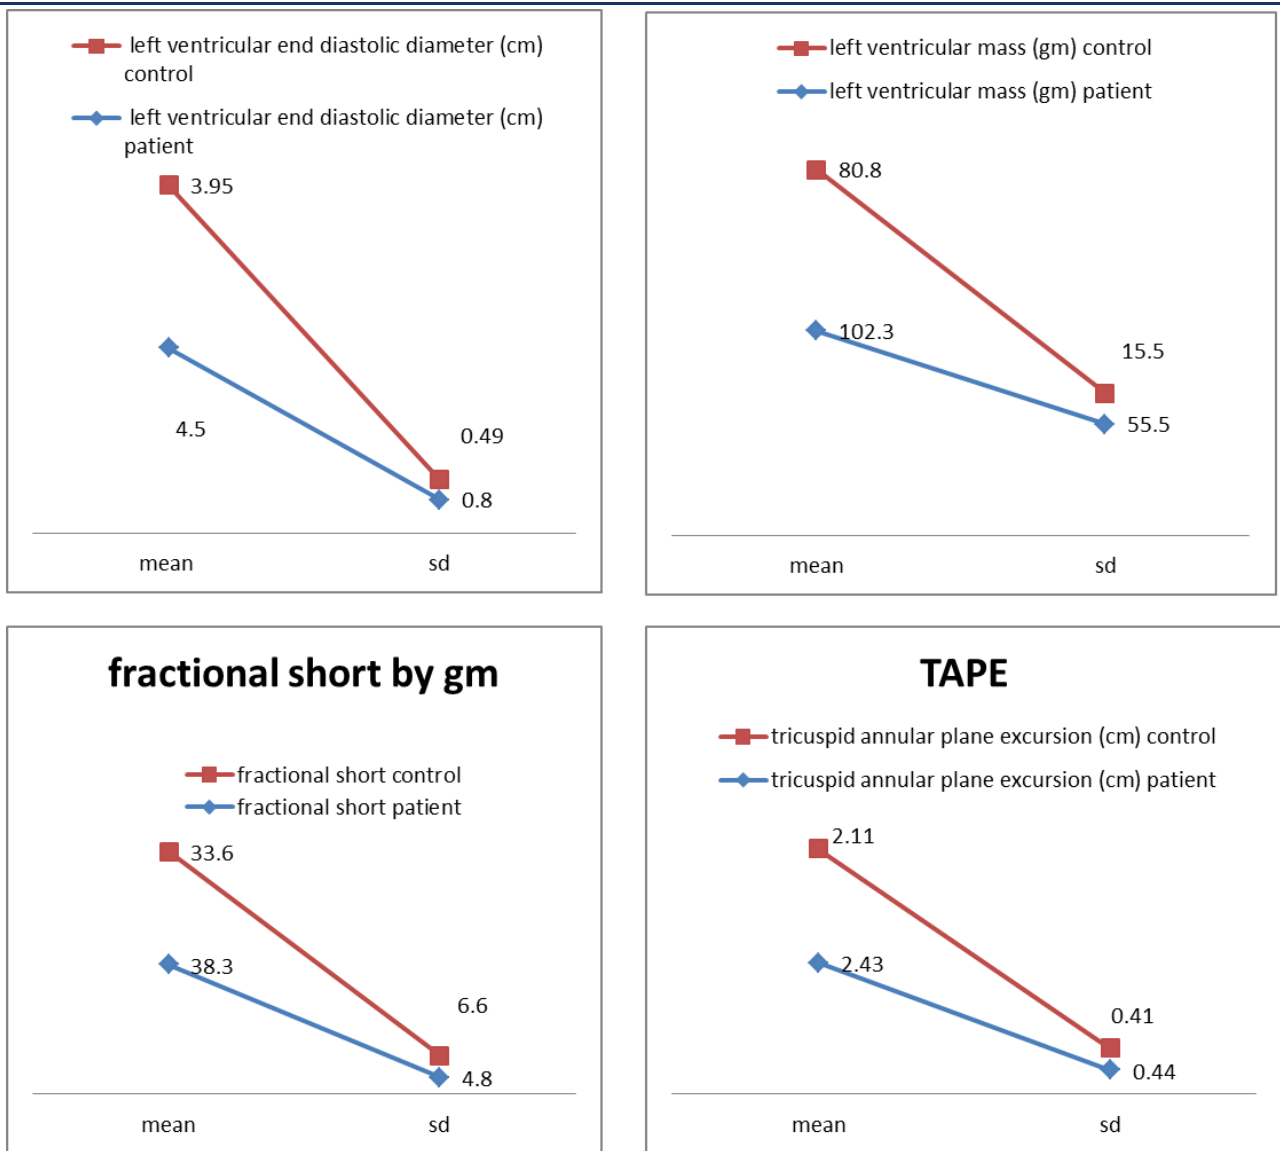 left ventricular end diastolic diameter (cm)
control
left ventricular end diastolic diameter (cm)
patient
3.95
4.5
0.49
0.8
mean
sd
left ventricular mass (gm) control
left ventricular mass (gm) patient
80.8
102.3
15.5
55.5
mean
sd
fractional short by gm
fractional short control
fractional short patient
33.6
38.3
6.6
4.8
mean
sd
TAPE
tricuspid annular plane excursion (cm) control
tricuspid annular plane excursion (cm) patient
2.11
2.43
0.41
0.44
mean
sd